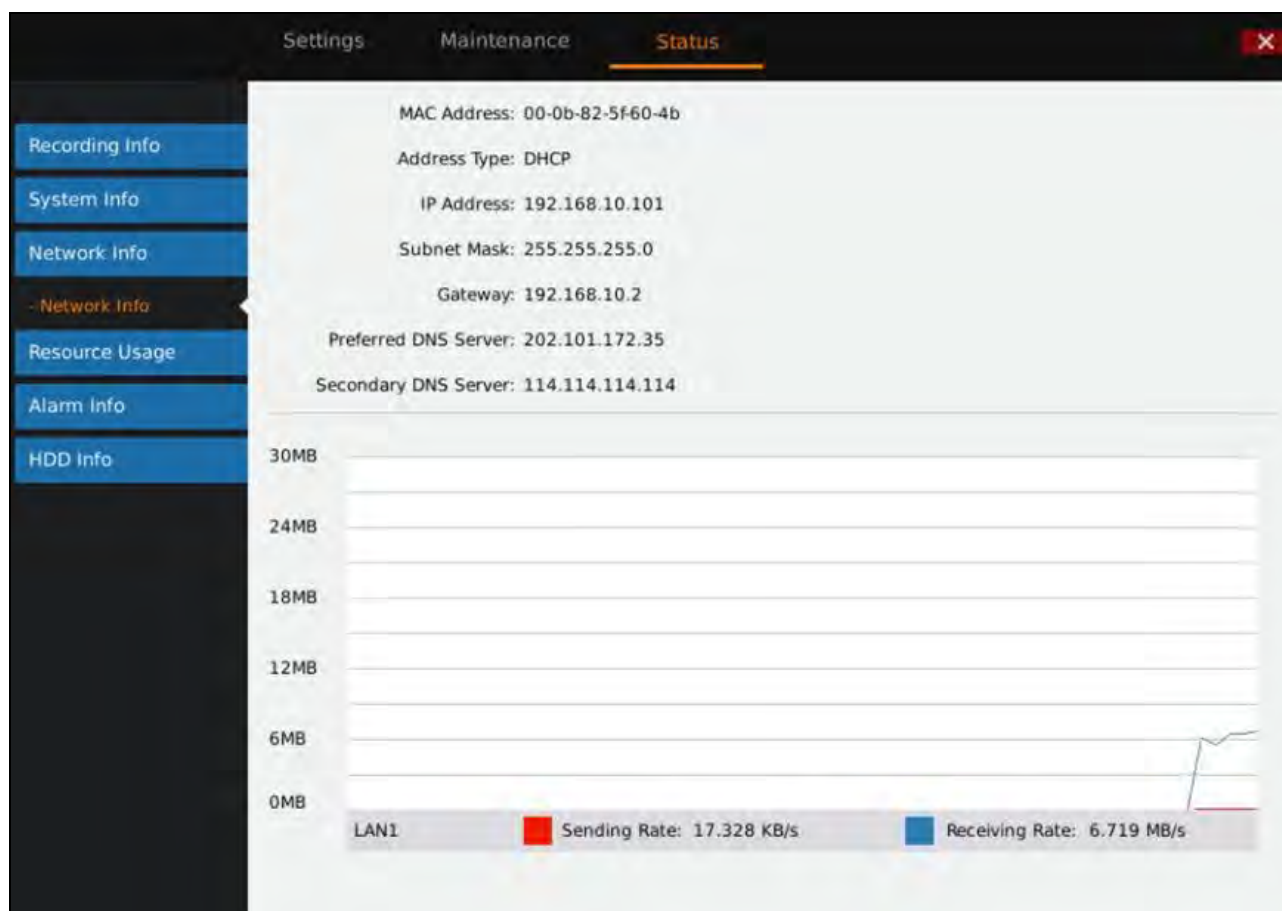 Settings Maintenance Status
Recording Info
System Info
Network Info
- Network Info
Resource Usage
Alarm Info
HDD Info
MAC Address: 00-0b-82-5f-60-4b
Address Type: DHCP
IP Address: 192.168.10.101
Subnet Mask: 255.255.255.0
Gateway: 192.168.10.2
Preferred DNS Server: 202.101.172.35
Secondary DNS Server: 114.114.114.114
30MB
24MB
18MB
12MB
6MB
0MB
LAN1 Sending Rate: 17.328 KB/s Receiving Rate: 6.719 MB/s